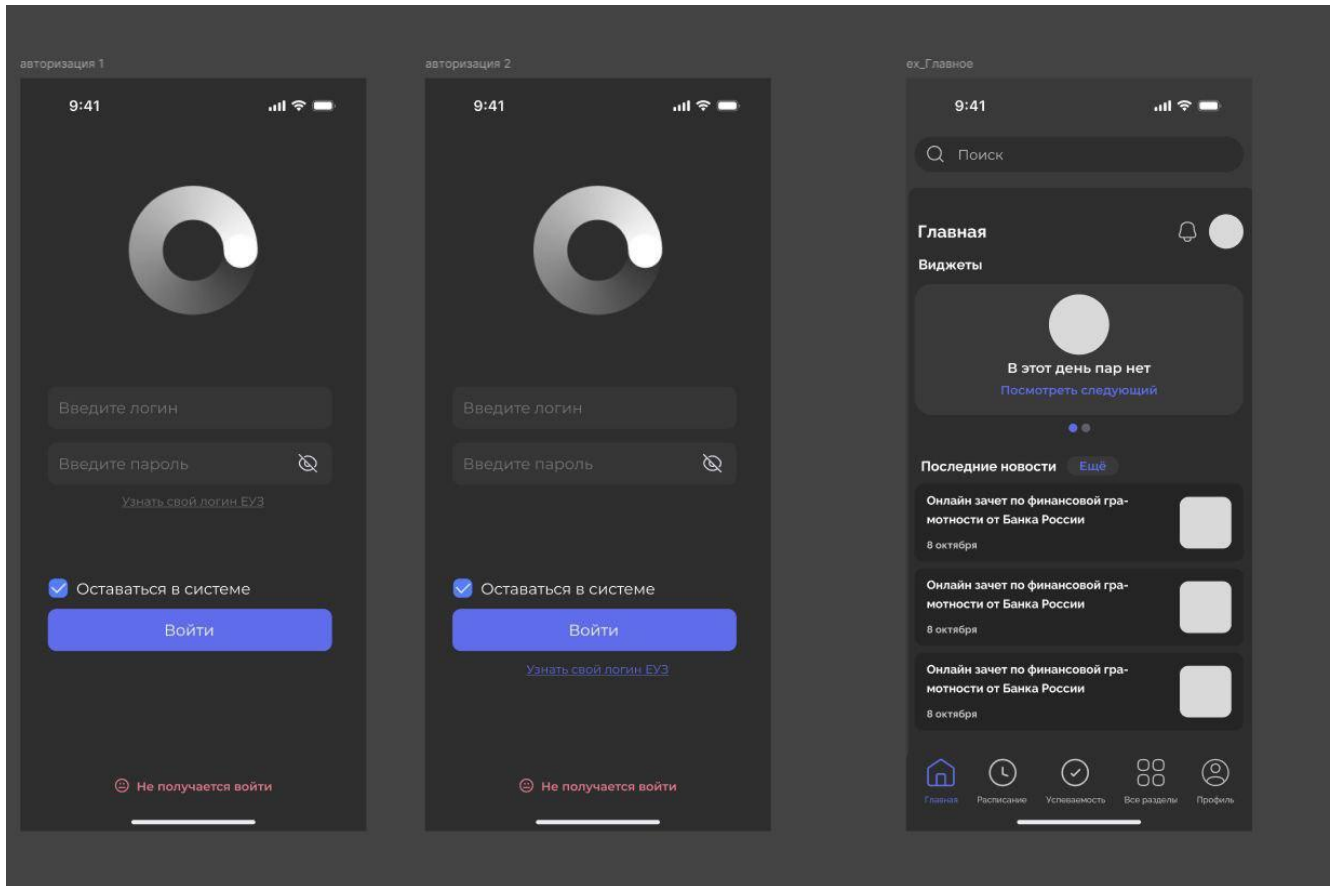 авторизация 1
9:41
Введите логин
Введите пароль
Узнать свой логин ЕУЗ
Оставаться в системе
Войти
Не получается войти
авторизация 2
9:41
Введите логин
Введите пароль
Оставаться в системе
Войти
Узнать свой логин ЕУЗ
Не получается войти
ex_Главное
9:41
Поиск
Главная
Виджеты
В этот день пар нет
Посмотреть следующий
Последние новости Ещё
Онлайн зачет по финансовой гра-
мотности от Банка России
8 октября
Онлайн зачет по финансовой гра-
мотности от Банка России
8 октября
Онлайн зачет по финансовой гра-
мотности от Банка России
8 октября
Главная Расписание Успеваемость Все разделы Профиль